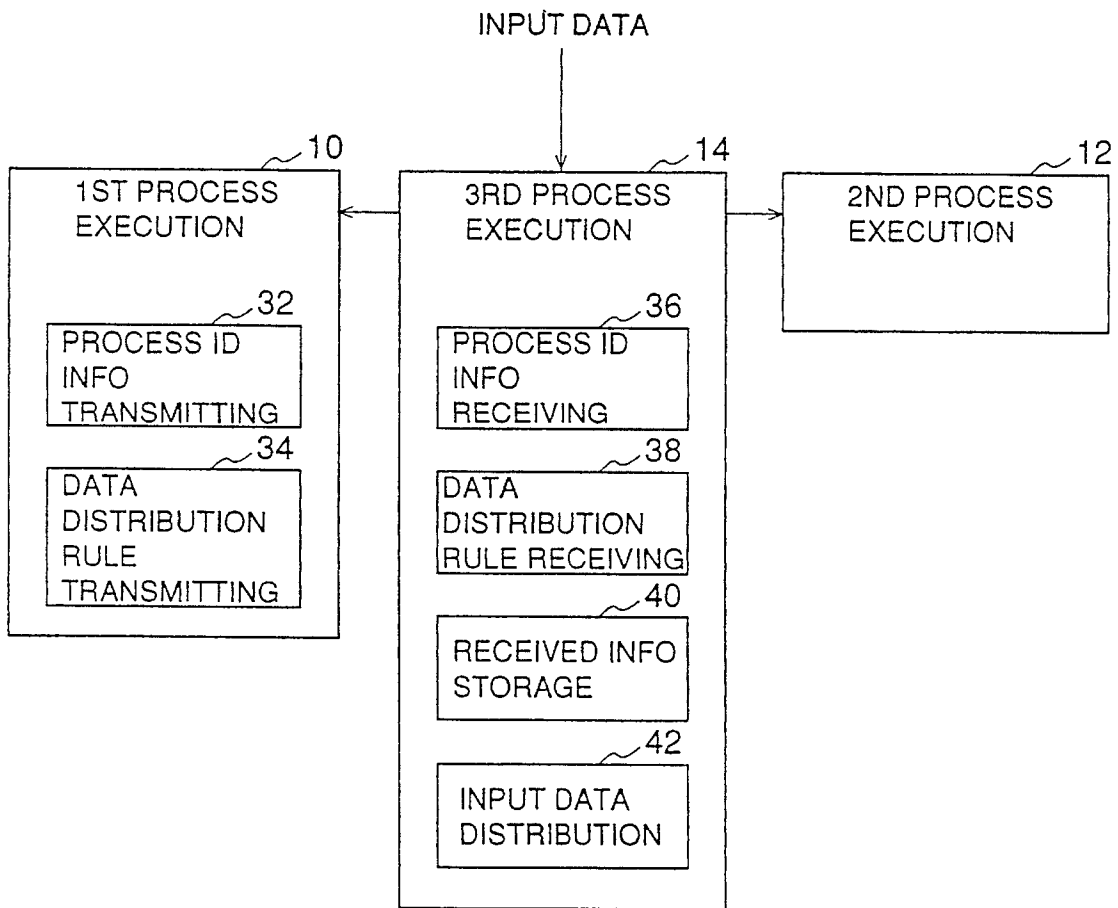 INPUT DATA
10
1ST PROCESS
EXECUTION
32
PROCESS ID
INFO
TRANSMITTING
34
DATA
DISTRIBUTION
RULE
TRANSMITTING
14
3RD PROCESS
EXECUTION
36
PROCESS ID
INFO
RECEIVING
38
DATA
DISTRIBUTION
RULE RECEIVING
40
RECEIVED INFO
STORAGE
42
INPUT DATA
DISTRIBUTION
12
2ND PROCESS
EXECUTION